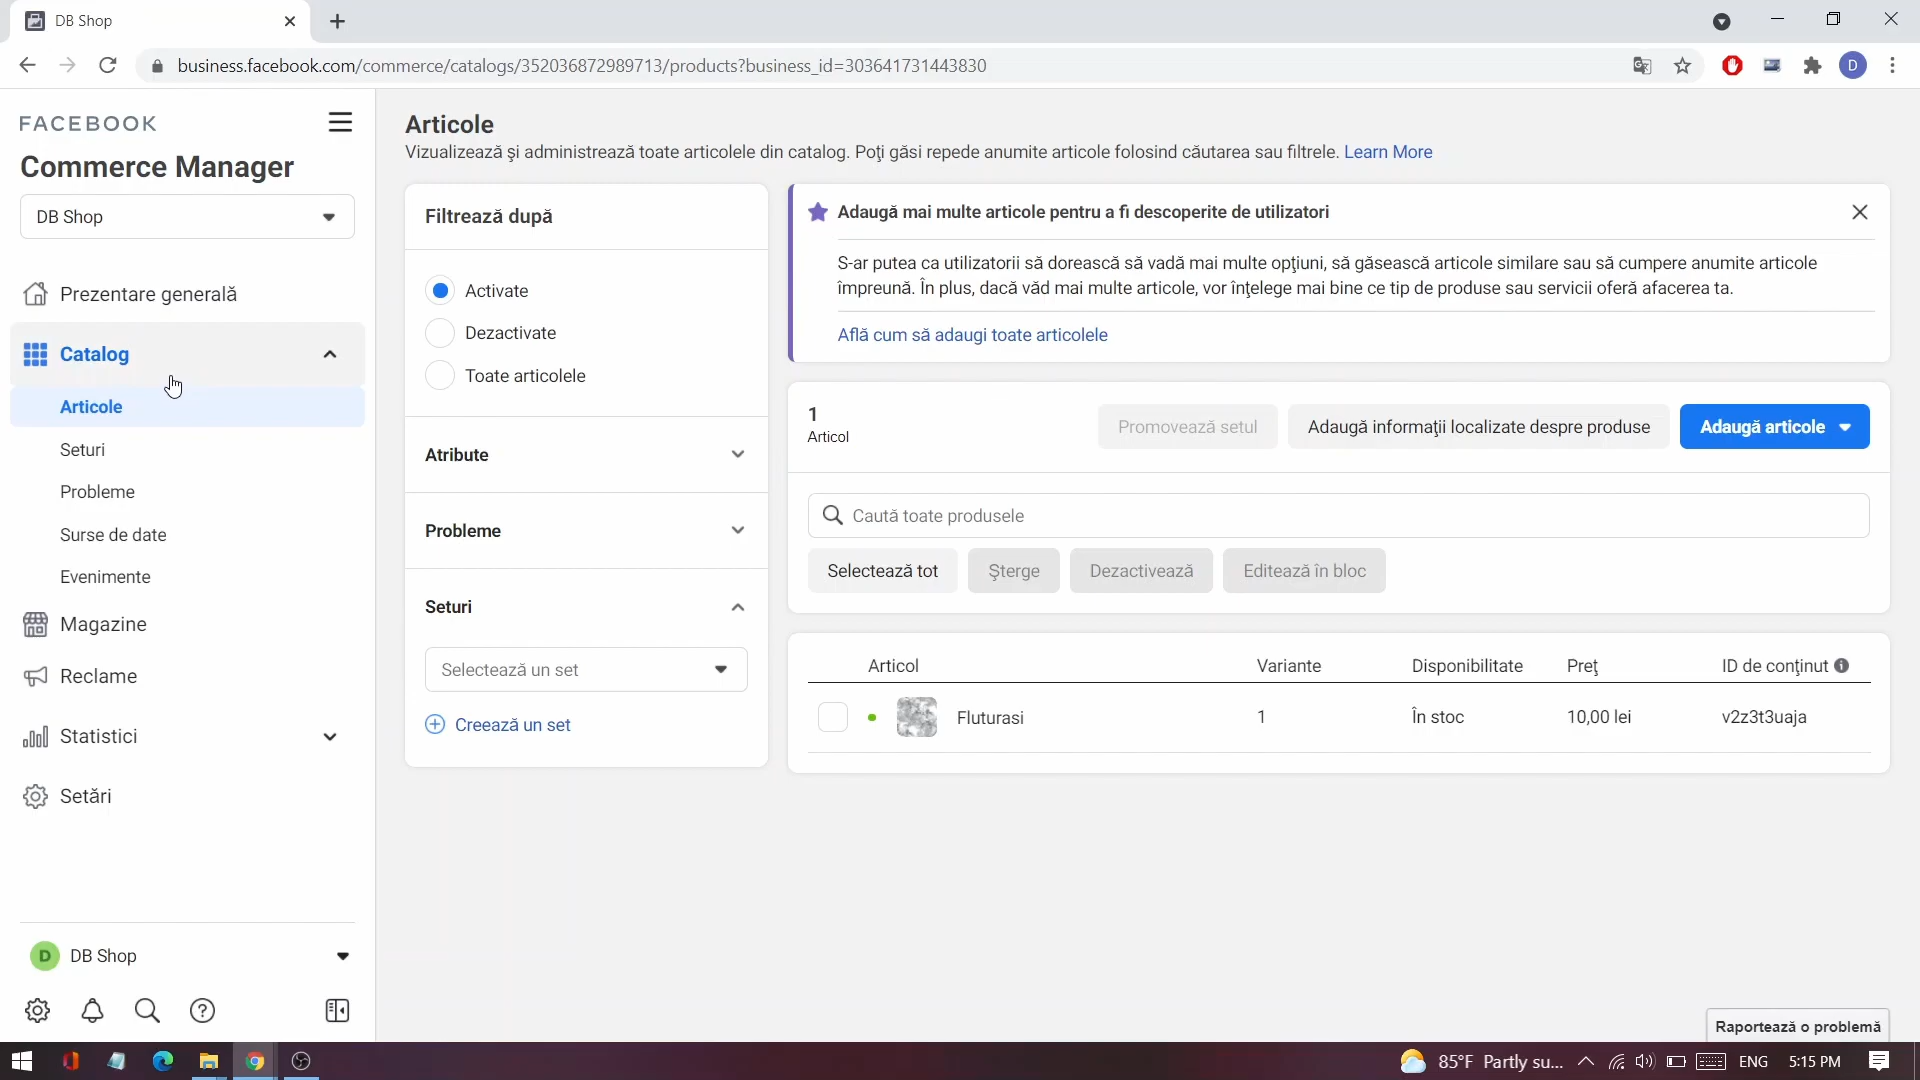 DB Shop
business.facebook.com/commerce/catalogs/352036872989713/products?business_id=303641731443830
D
FACEBOOK
Commerce Manager
DB Shop
Prezentare generală
Catalog
Articole
Seturi
Probleme
Surse de date
Evenimente
Magazine
Reclame
Statistici
Setări
D DB Shop
Articole
Vizualizează şi administrează toate articolele din catalog. Poţi găsi repede anumite articole folosind căutarea sau filtrele. Learn More
Filtrează după
Activate
Dezactivate
Toate articolele
Atribute
Probleme
Seturi
Selectează un set
Creează un set
Adaugă mai multe articole pentru a fi descoperite de utilizatori
S-ar putea ca utilizatorii să dorească să vadă mai multe opţiuni, să găsească articole similare sau să cumpere anumite articole
împreună. În plus, dacă văd mai multe articole, vor înţelege mai bine ce tip de produse sau servicii oferă afacerea ta.
Află cum să adaugi toate articolele
1
Articol
Promovează setul
Adaugă informaţii localizate despre produse
Adaugă articole
Caută toate produsele
Selectează tot
Şterge
Dezactivează
Editează în bloc
Articol Variante Disponibilitate Preţ ID de conţinut
Fluturasi 1 În stoc 10,00 lei v2z3t3uaja
Raportează o problemă
85°F Partly su... ENG 5:15 PM